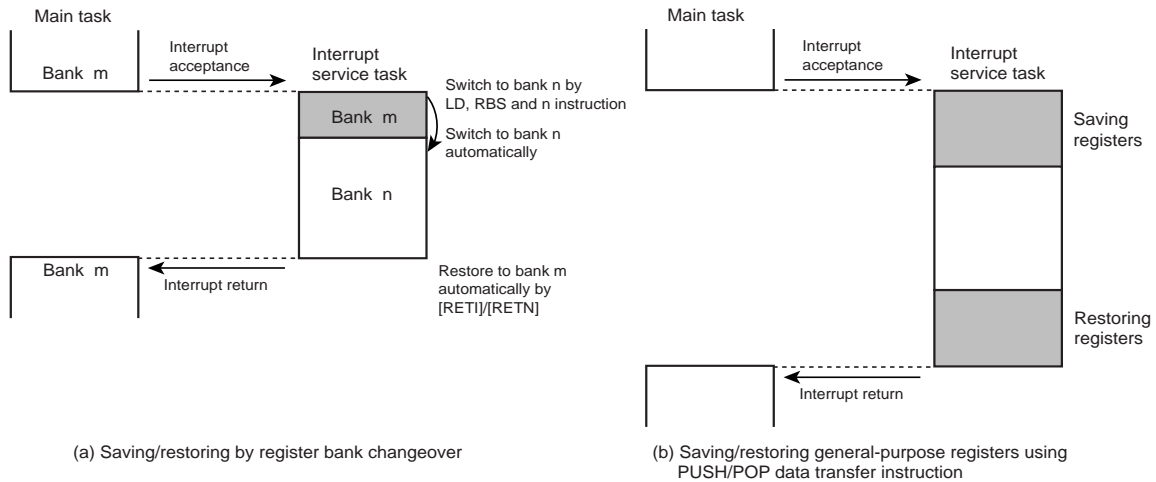 Main task
Bank m
Interrupt
acceptance
Interrupt
service task
Bank m
Switch to bank n by
LD, RBS and n instruction
Switch to bank n
automatically
Bank n
Bank m
Interrupt return
Restore to bank m
automatically by
[RETI]/[RETN]
(a) Saving/restoring by register bank changeover
Main task
Interrupt
acceptance
Interrupt
service task
Saving
registers
Restoring
registers
Interrupt return
(b) Saving/restoring general-purpose registers using
PUSH/POP data transfer instruction